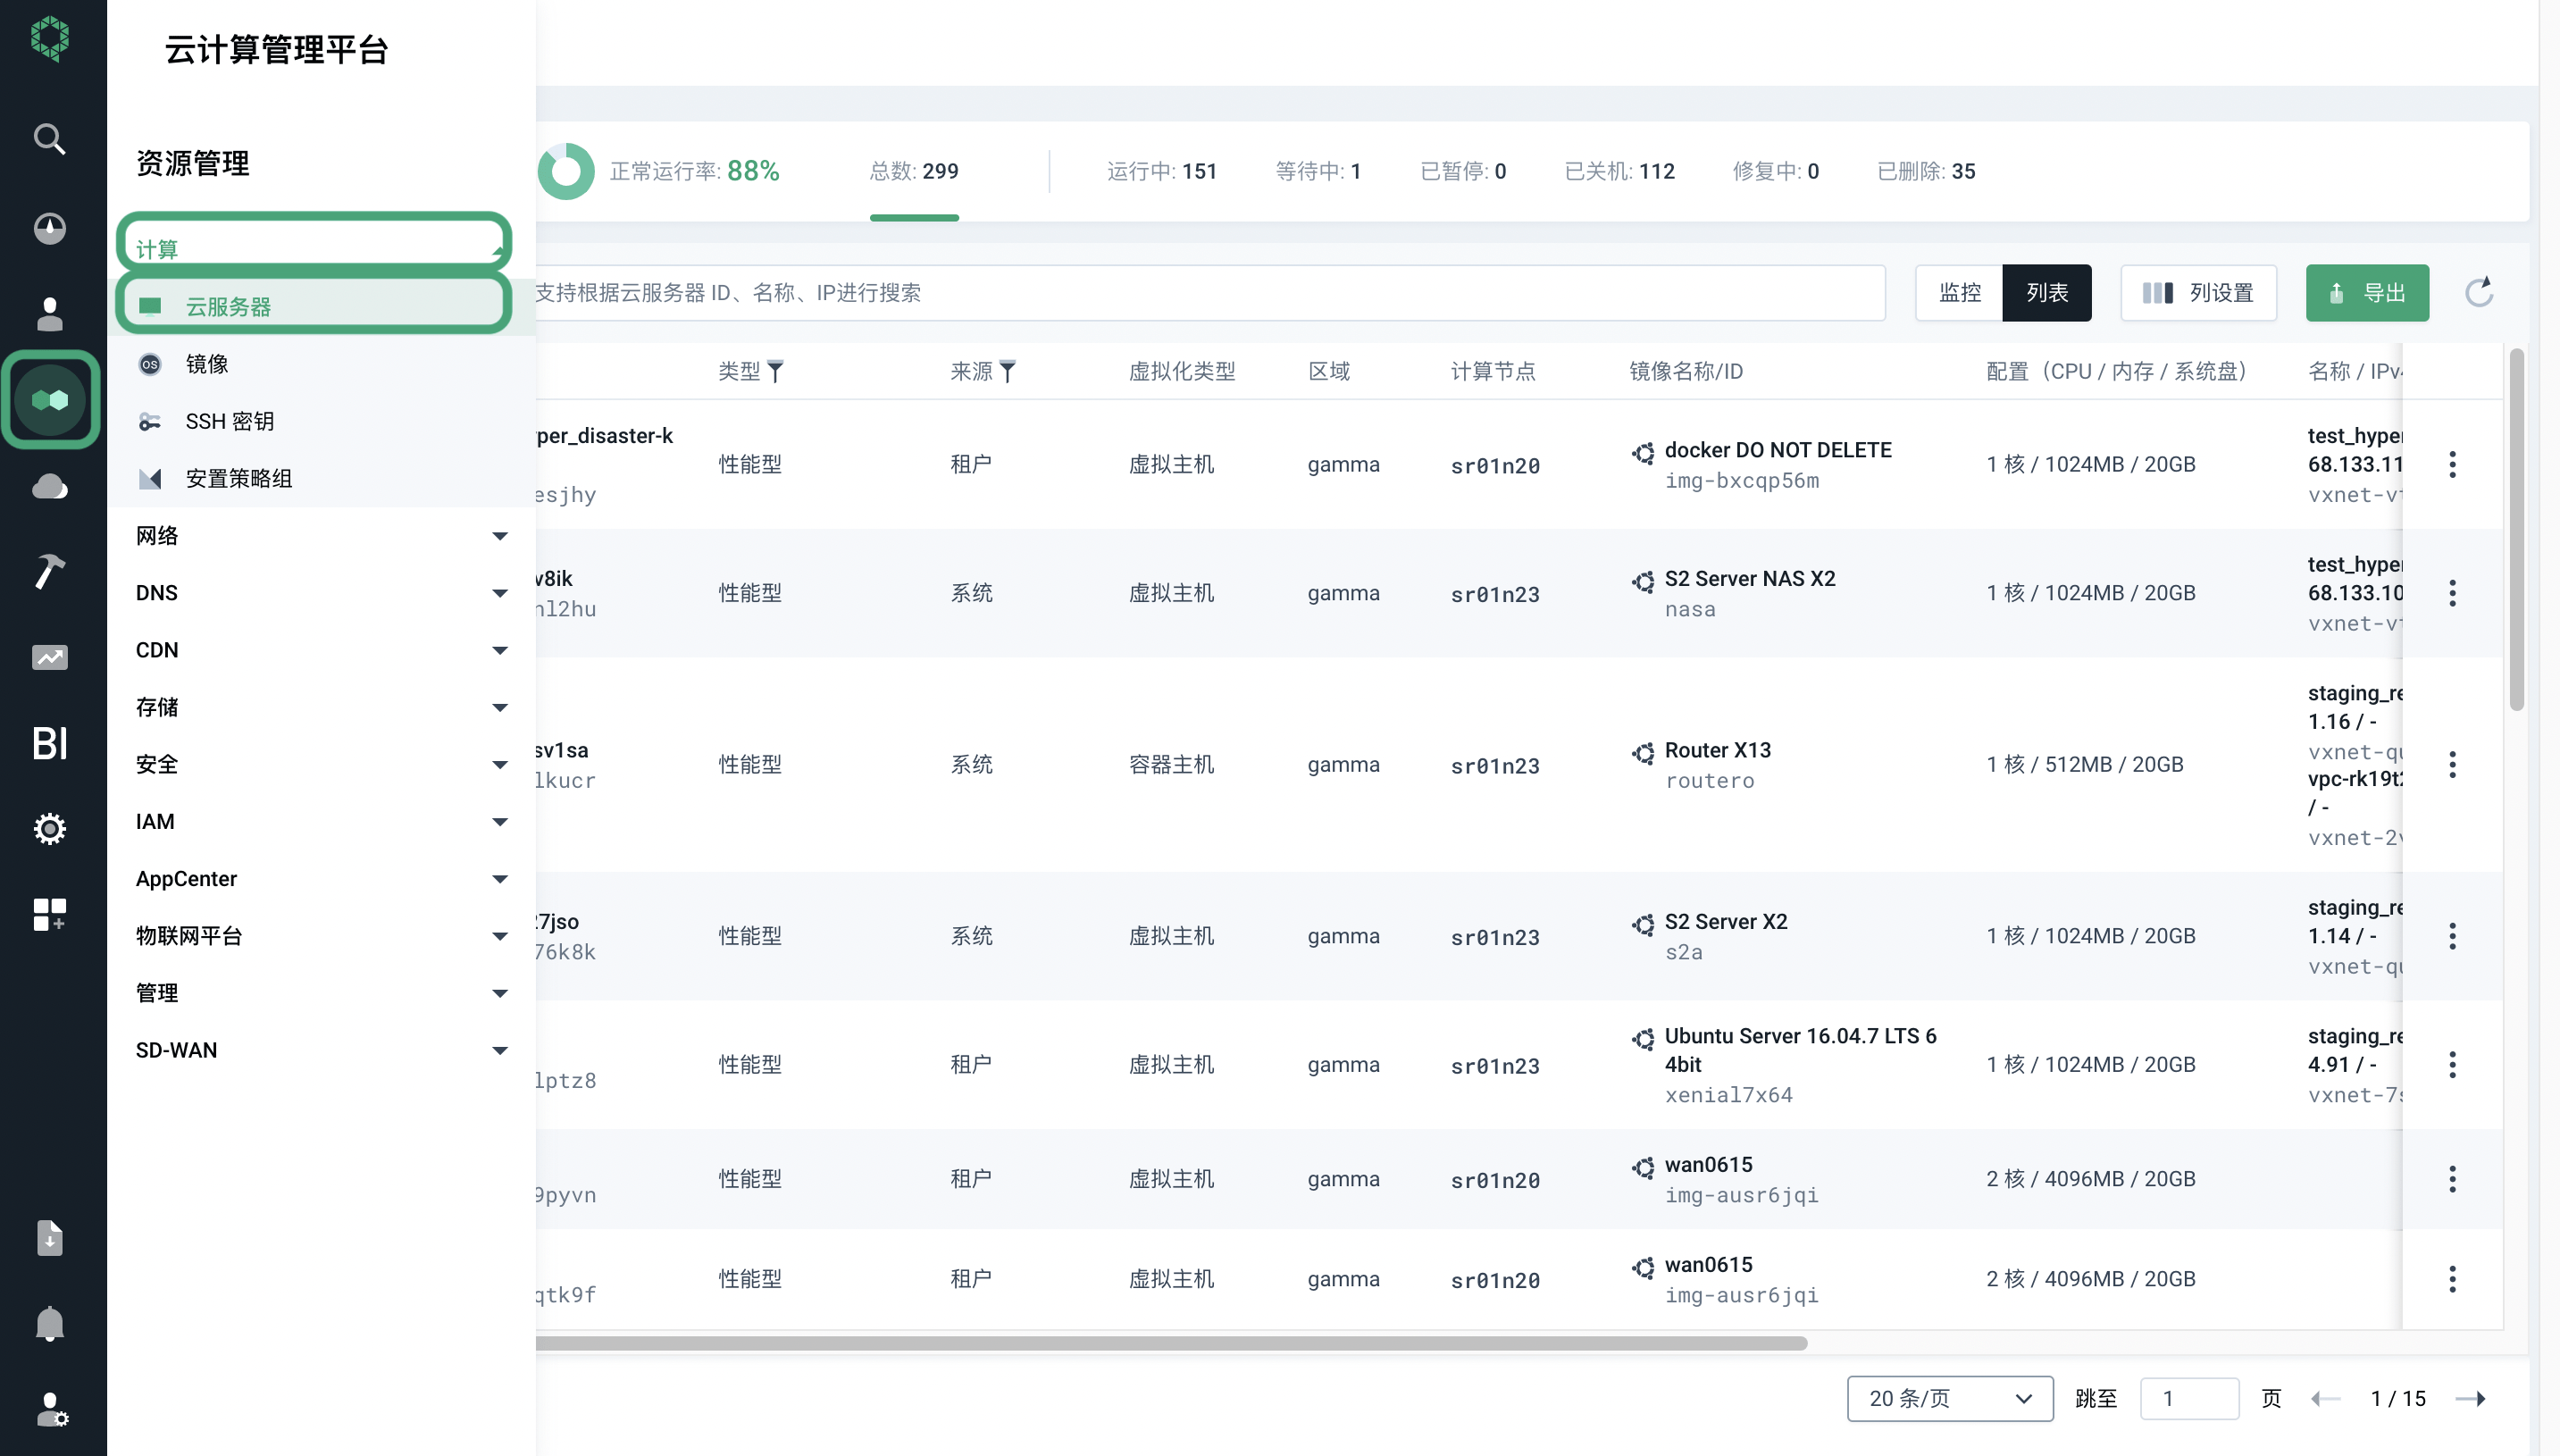 云计算管理平台
资源管理
计算
云服务器
OS 镜像
SSH 密钥
安置策略组
网络
DNS
CDN
存储
安全
IAM
AppCenter
物联网平台
管理
SD-WAN
BI
正常运行率: 88%
总数: 299
运行中: 151
等待中: 1
已暂停: 0
已关机: 112
修复中: 0
已删除: 35
支持根据云服务器 ID、名称、IP进行搜索
监控
列表
列设置
导出
类型 来源 虚拟化类型 区域 计算节点 镜像名称/ID 配置（CPU / 内存 / 系统盘） 名称 / IPv
per_disaster-k
esjhy
性能型 租户 虚拟主机 gamma sr01n20
docker DO NOT DELETE
img-bxcqp56m
1 核 / 1024MB / 20GB
test_hyper
68.133.11
vxnet-v
v8ik
nl2hu
性能型 系统 虚拟主机 gamma sr01n23
S2 Server NAS X2
nasa
1 核 / 1024MB / 20GB
test_hyper
68.133.10
vxnet-v
sv1sa
lkucr
性能型 系统 容器主机 gamma sr01n23
Router X13
routero
1 核 / 512MB / 20GB
staging_re
1.16 / -
vxnet-qu
vpc-rk19t
/ -
vxnet-2v
27jso
76k8k
性能型 系统 虚拟主机 gamma sr01n23
S2 Server X2
s2a
1 核 / 1024MB / 20GB
staging_re
1.14 / -
vxnet-qu
lptz8
性能型 租户 虚拟主机 gamma sr01n23
Ubuntu Server 16.04.7 LTS 6
4bit
xenial7x64
1 核 / 1024MB / 20GB
staging_re
4.91 / -
vxnet-7s
9pyvn
性能型 租户 虚拟主机 gamma sr01n20
wan0615
img-ausr6jqi
2 核 / 4096MB / 20GB
qtk9f
性能型 租户 虚拟主机 gamma sr01n20
wan0615
img-ausr6jqi
2 核 / 4096MB / 20GB
20 条/页
跳至 1 页
1 / 15